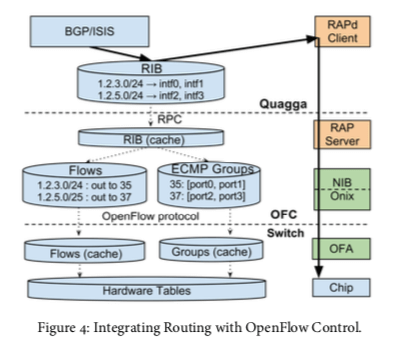 BGP/ISIS
RAPd
Client
RIB
1.2.3.0/24 → intf0, intf1
1.2.5.0/24 → intf2, intf3
Quagga
RPC
RIB (cache)
RAP
Server
Flows
1.2.3.0/24 : out to 35
1.2.5.0/25 : out to 37
ECMP Groups
35: [port0, port1]
37: [port2, port3]
NIB
Onix
OpenFlow protocol
OFC
Switch
Flows (cache)
Groups (cache)
OFA
Hardware Tables
Chip
Figure 4: Integrating Routing with OpenFlow Control.